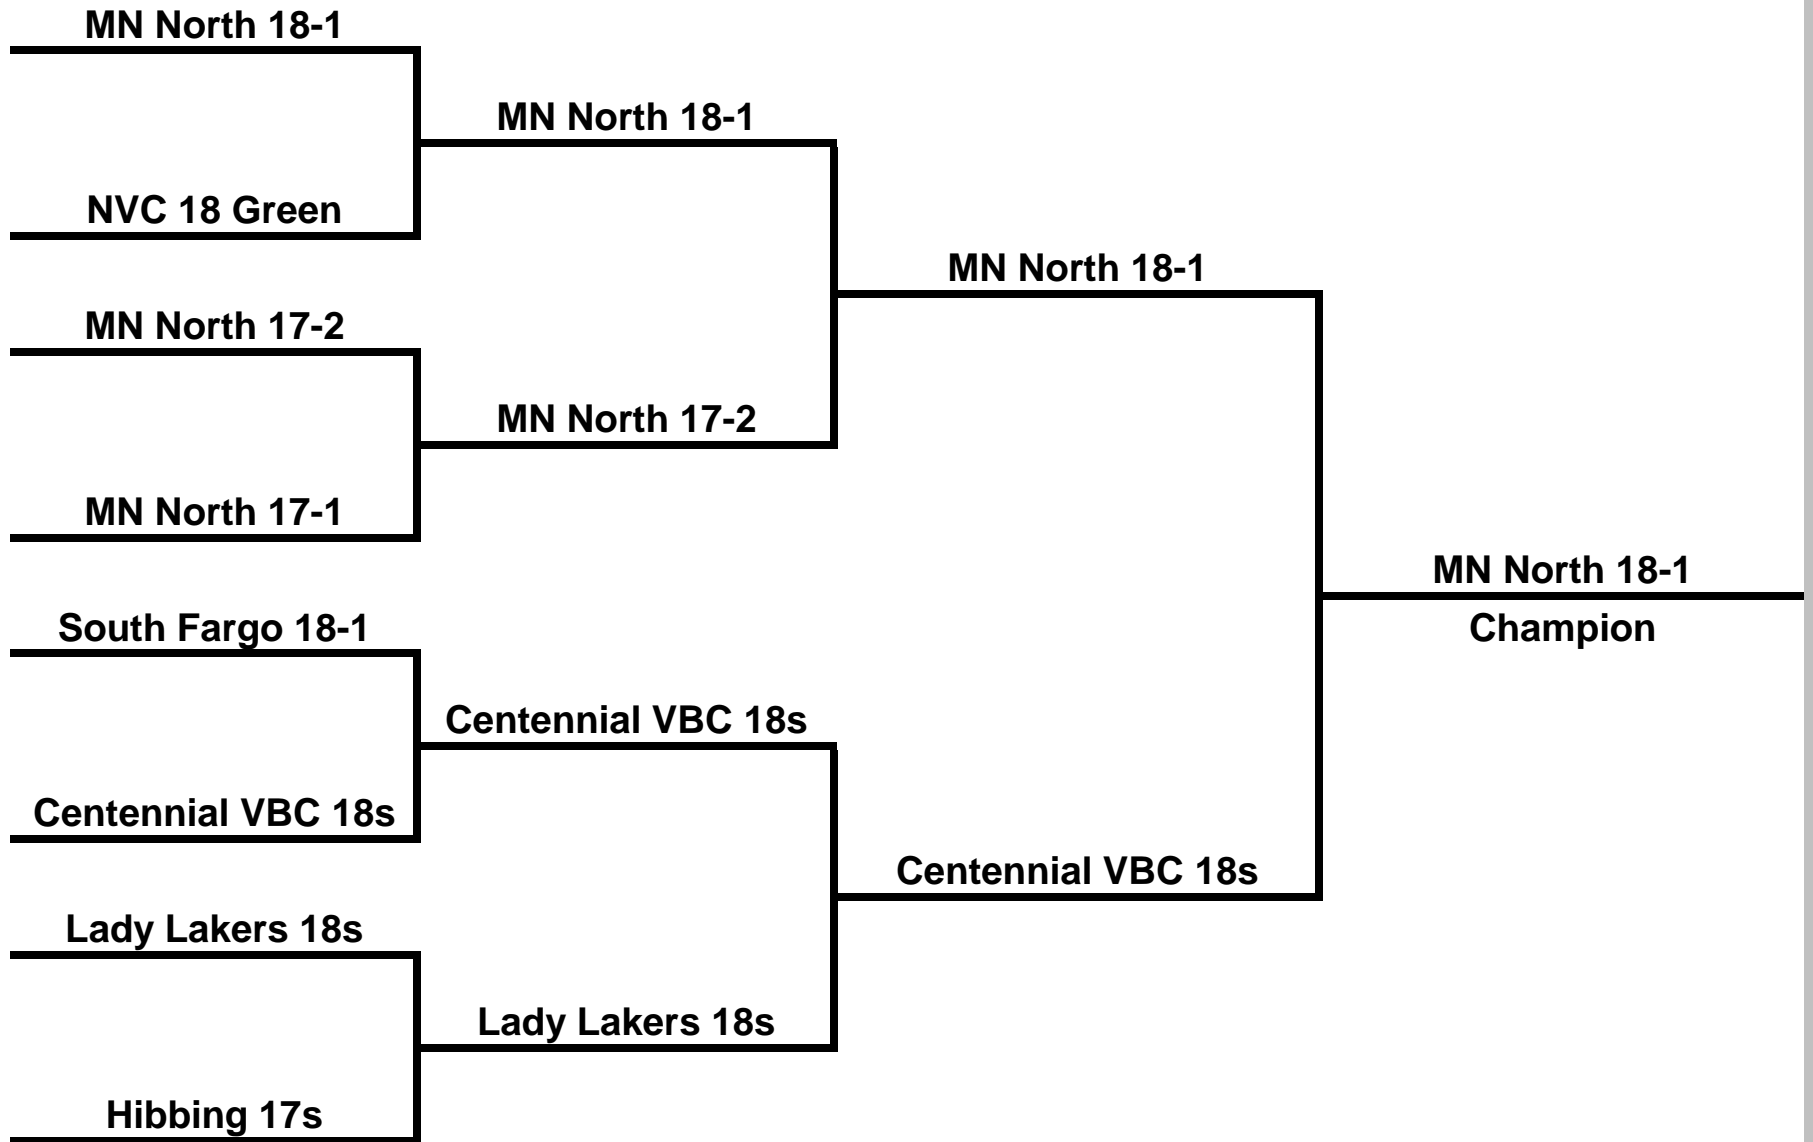 MN North 18-1
MN North 18-1
NVC 18 Green
MN North 18-1
MN North 17-2
MN North 17-2
MN North 17-1
MN North 18-1
Champion
South Fargo 18-1
Centennial VBC 18s
Centennial VBC 18s
Centennial VBC 18s
Lady Lakers 18s
Lady Lakers 18s
Hibbing 17s